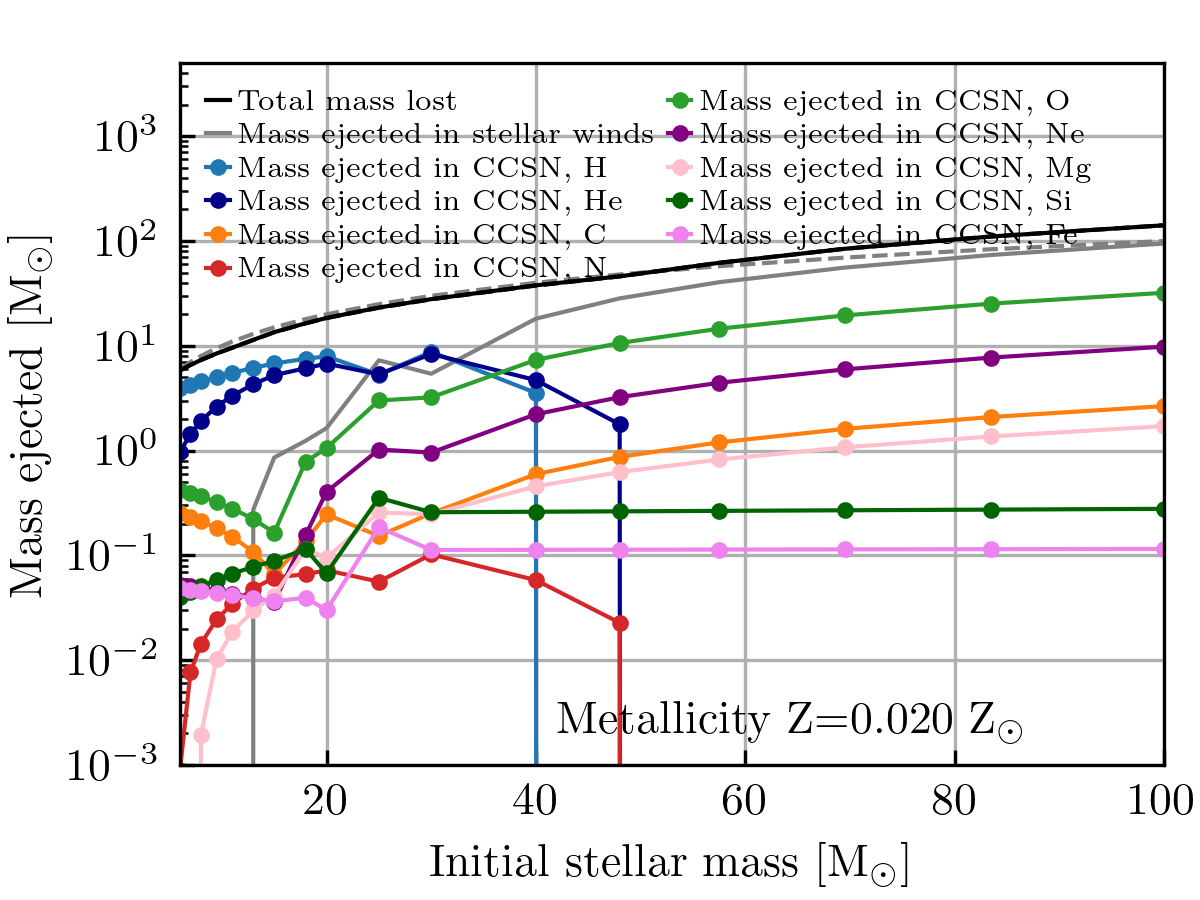 Total mass lost
Mass ejected in stellar winds
Mass ejected in CCSN, H
Mass ejected in CCSN, He
Mass ejected in CCSN, C
Mass ejected in CCSN, N
Mass ejected in CCSN, O
Mass ejected in CCSN, Ne
Mass ejected in CCSN, Mg
Mass ejected in CCSN, Si
Mass ejected in CCSN, Fe
10³
10²
10¹
10⁰
10⁻¹
10⁻²
10⁻³
Mass ejected [M☉]
Metallicity Z=0.020 Z☉
20 40 60 80 100
Initial stellar mass [M☉]